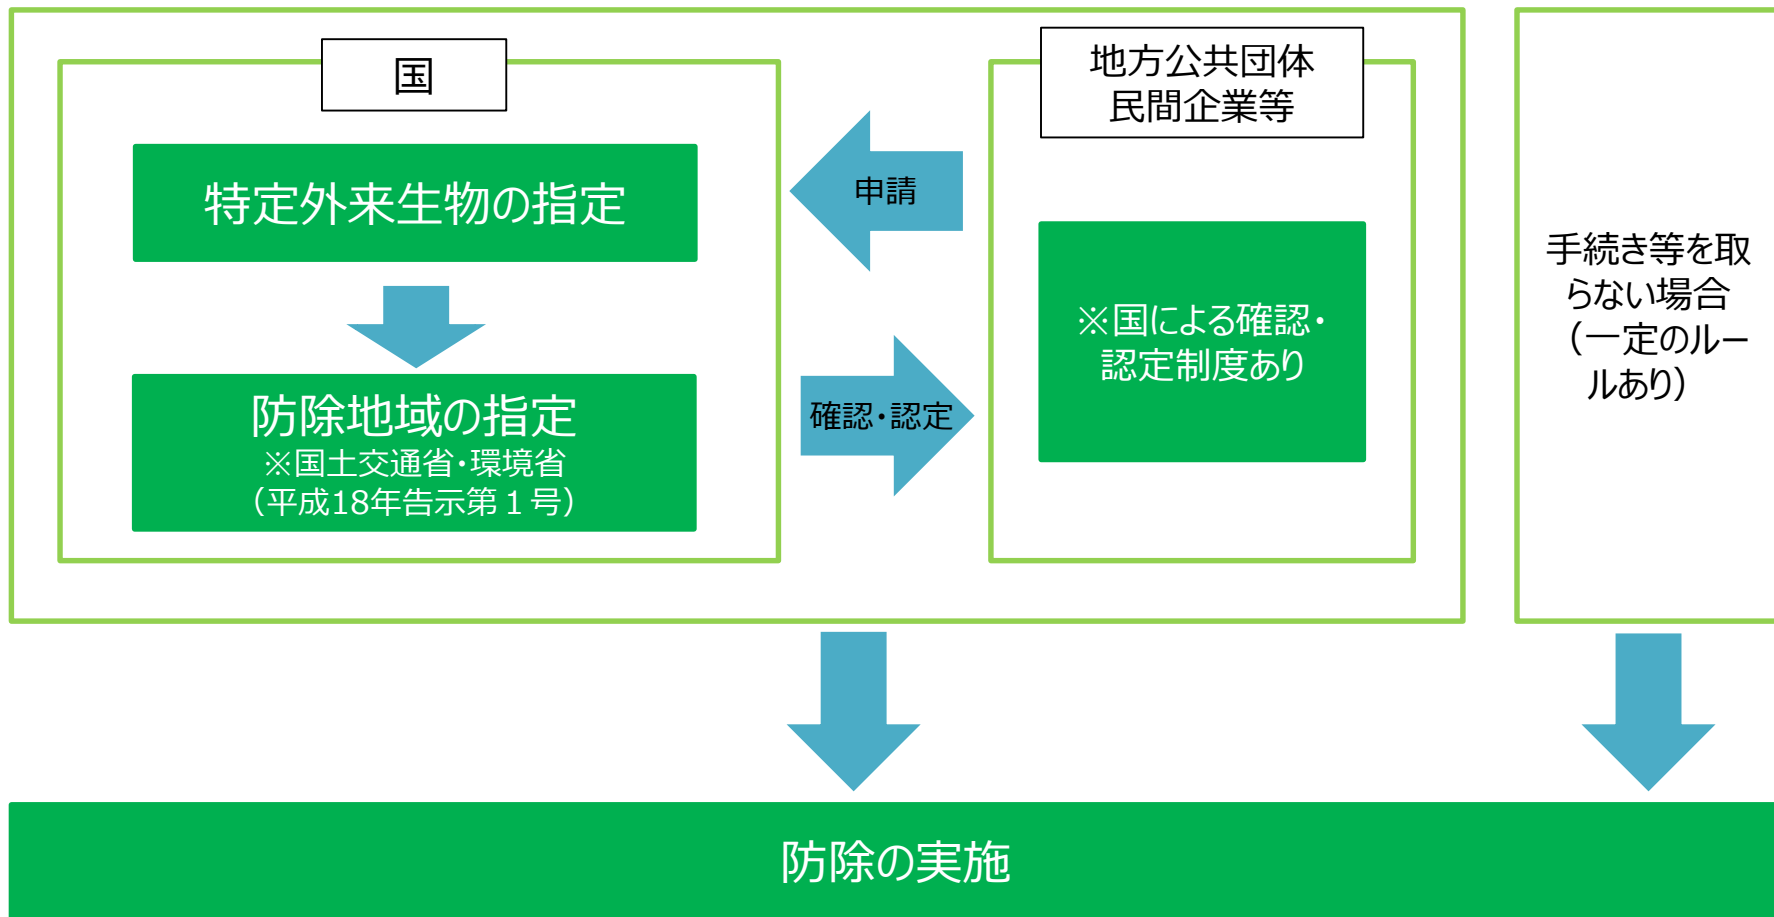 国
特定外来生物の指定
防除地域の指定
※国土交通省・環境省
（平成18年告示第１号）
申請
確認・認定
地方公共団体
民間企業等
※国による確認・
認定制度あり
手続き等を取
らない場合
（一定のルー
ルあり）
防除の実施